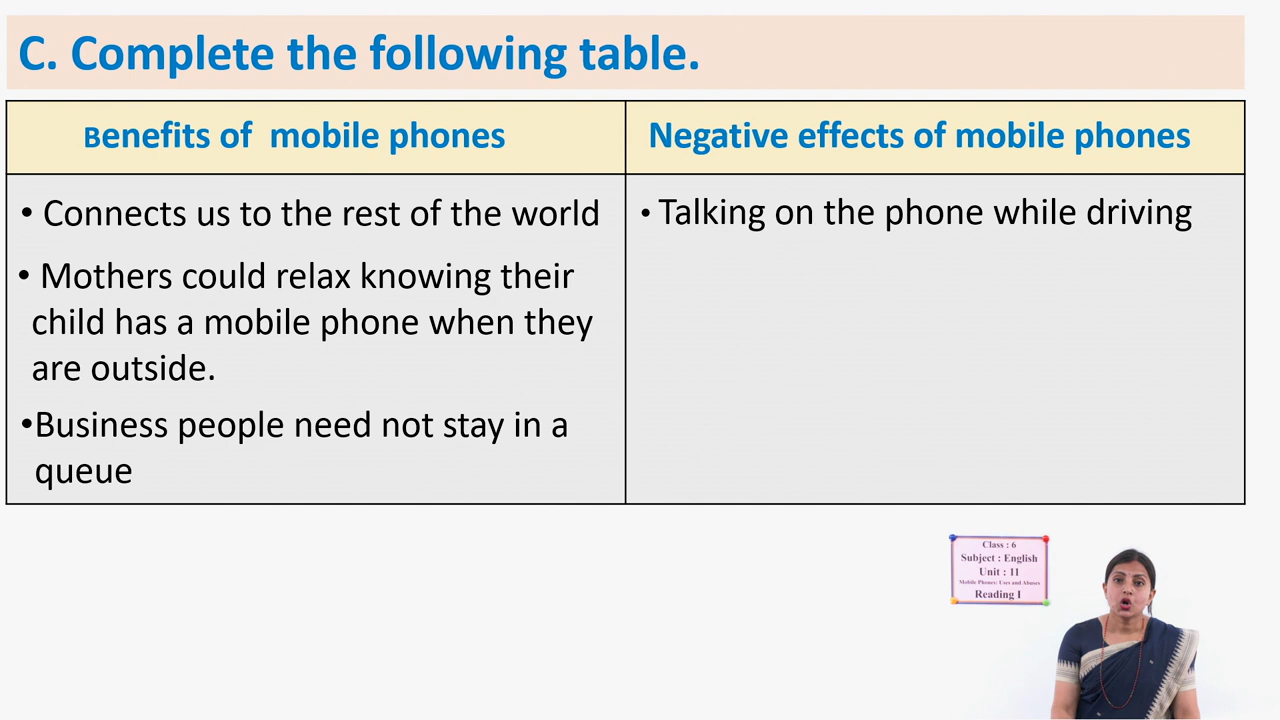 C. Complete the following table.
Benefits of mobile phones
Negative effects of mobile phones
• Connects us to the rest of the world
• Mothers could relax knowing their
child has a mobile phone when they
are outside.
•Business people need not stay in a
queue
• Talking on the phone while driving
Class : 6
Subject : English
Unit : 11
Mobile Phones: Uses and Abuses
Reading I